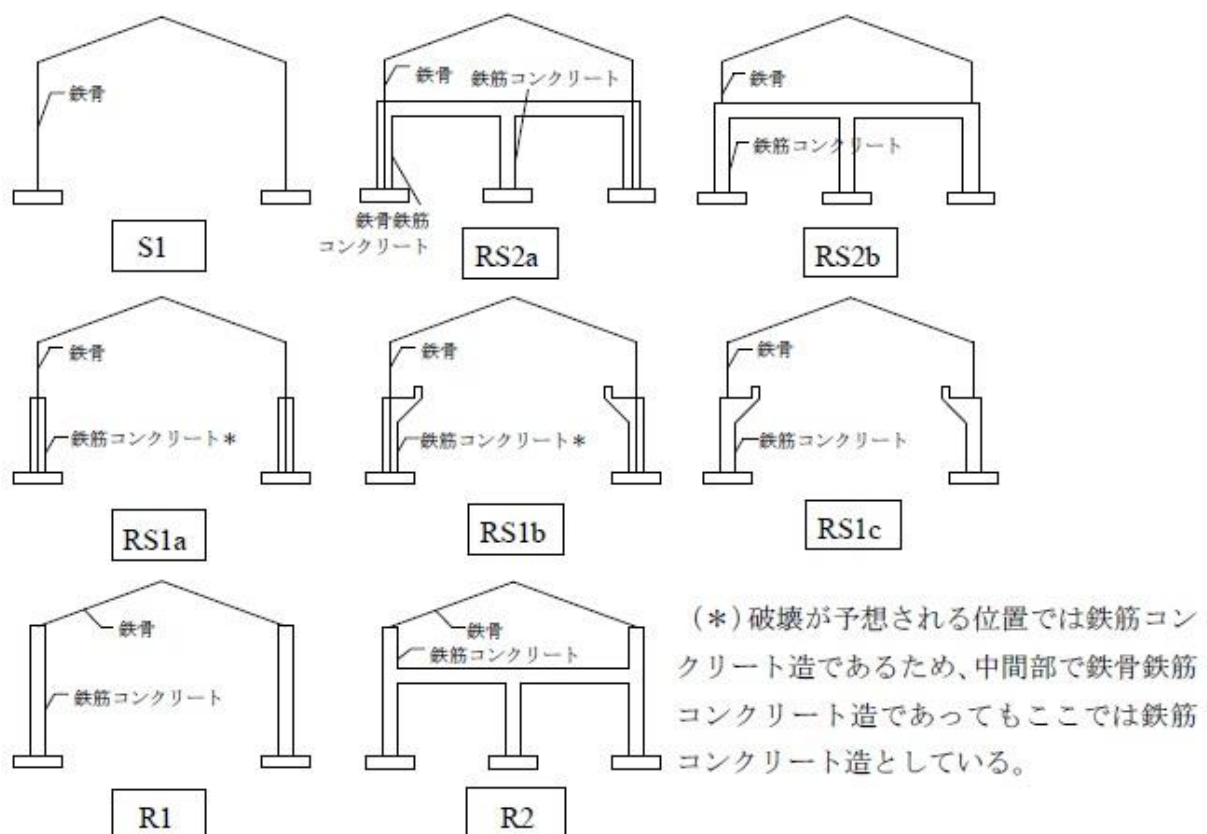 鉄骨
S1
鉄骨
鉄筋コンクリート
鉄骨鉄筋
コンクリート
RS2a
鉄骨
鉄筋コンクリート
RS2b
鉄骨
鉄筋コンクリート*
RS1a
鉄骨
鉄筋コンクリート*
RS1b
鉄骨
鉄筋コンクリート
RS1c
鉄骨
鉄筋コンクリート
R1
鉄骨
鉄筋コンクリート
R2
(*)破壊が予想される位置では鉄筋コン
クリート造であるため、中間部で鉄骨鉄筋
コンクリート造であってもここでは鉄筋
コンクリート造としている。